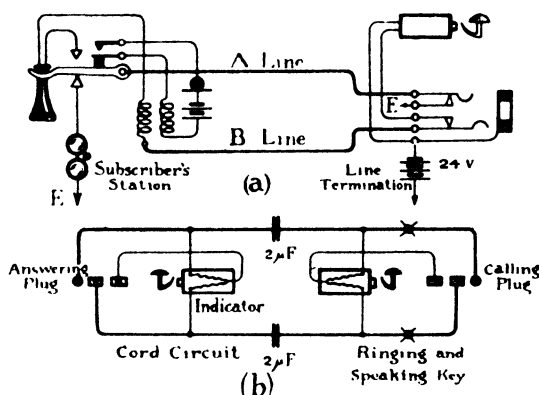 A Line
E
B Line
Subscriber's
Station
E
(a)
Line
Termination
24 V
2μF
Answering
Plug
Indicator
Calling
Plug
Cord Circuit
2μF
Ringing and
Speaking Key
(b)